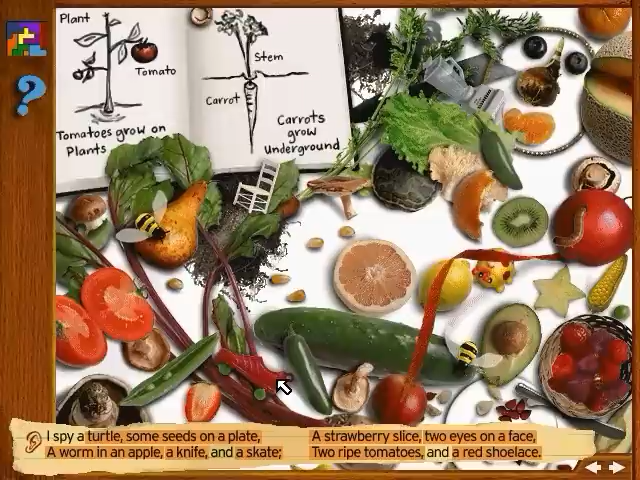 Plant
Tomato
Tomatoes grow on
Plants
Stem
Carrot
Carrots
grow
Underground
I spy a turtle, some seeds on a plate,
A worm in an apple, a knife, and a skate;
A strawberry slice, two eyes on a face,
Two ripe tomatoes, and a red shoelace.